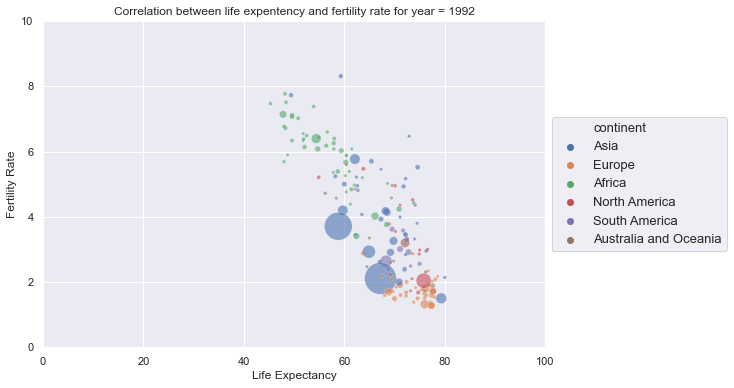 Correlation between life expentency and fertility rate for year = 1992
10
8
6
4
2
0
Fertility Rate
0 20 40 60 80 100
Life Expectancy
continent
Asia
Europe
Africa
North America
South America
Australia and Oceania